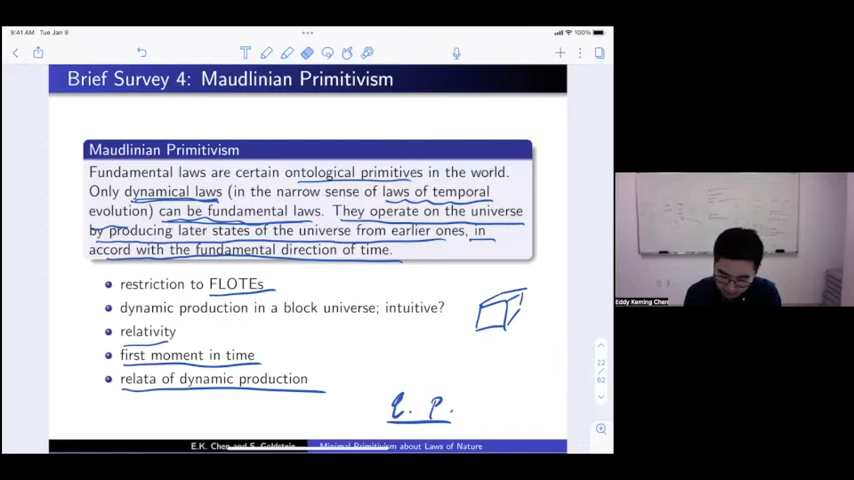 9:41 AM Tue Jan 9
100%
Brief Survey 4: Maudlinian Primitivism
Maudlinian Primitivism
Fundamental laws are certain ontological primitives in the world.
Only dynamical laws (in the narrow sense of laws of temporal
evolution) can be fundamental laws. They operate on the universe
by producing later states of the universe from earlier ones, in
accord with the fundamental direction of time.
restriction to FLOTEs
dynamic production in a block universe; intuitive?
relativity
first moment in time
relata of dynamic production
E.K. Chen and S. Goldstein
Minimal Primitivism about Laws of Nature
22
/
62
Eddy Keming Chen